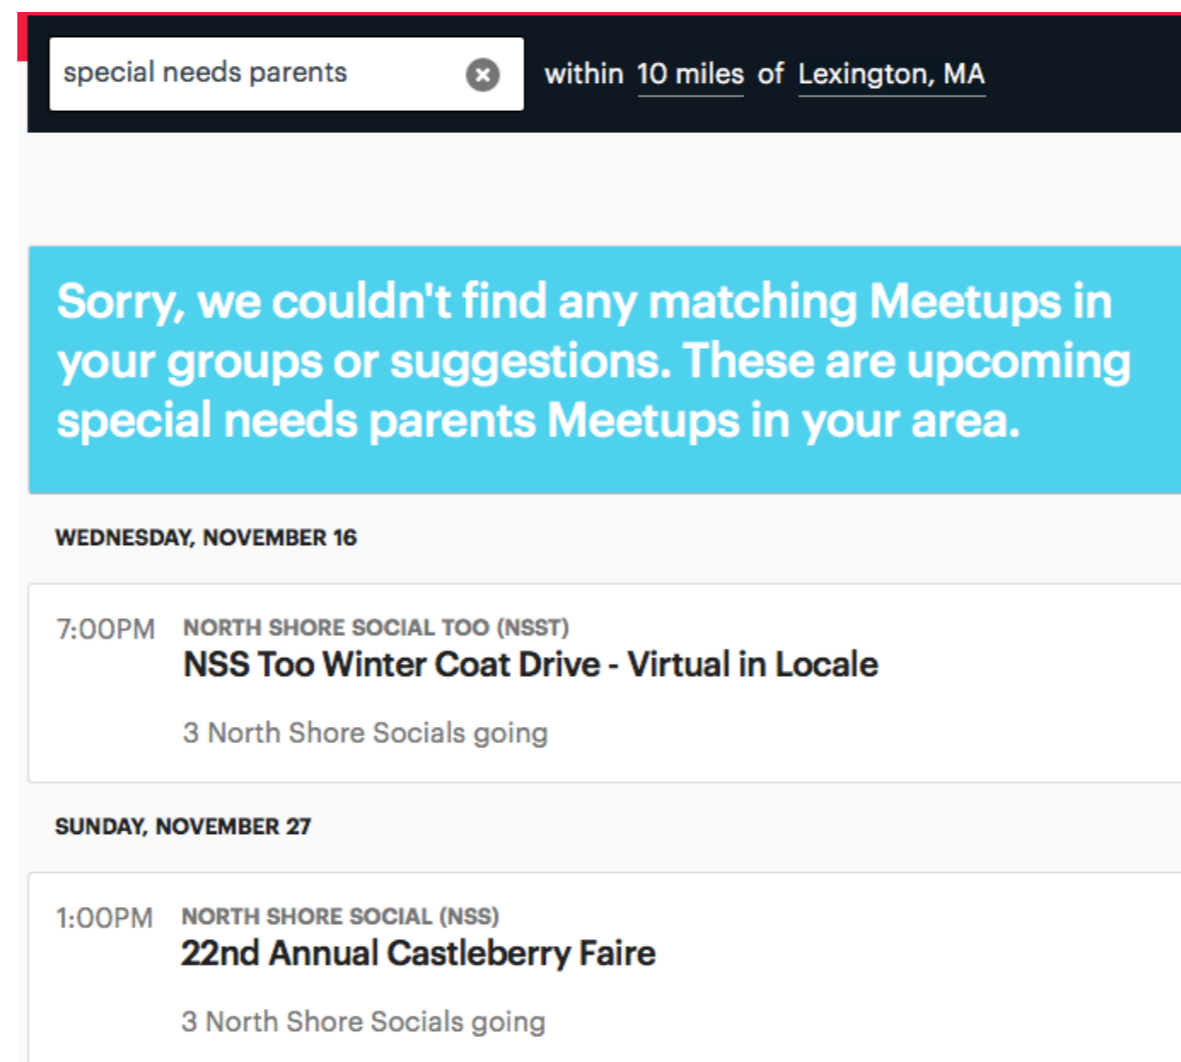 special needs parents within 10 miles of Lexington, MA
Sorry, we couldn't find any matching Meetups in
your groups or suggestions. These are upcoming
special needs parents Meetups in your area.
WEDNESDAY, NOVEMBER 16
7:00PM NORTH SHORE SOCIAL TOO (NSST)
NSS Too Winter Coat Drive - Virtual in Locale
3 North Shore Socials going
SUNDAY, NOVEMBER 27
1:00PM NORTH SHORE SOCIAL (NSS)
22nd Annual Castleberry Faire
3 North Shore Socials going